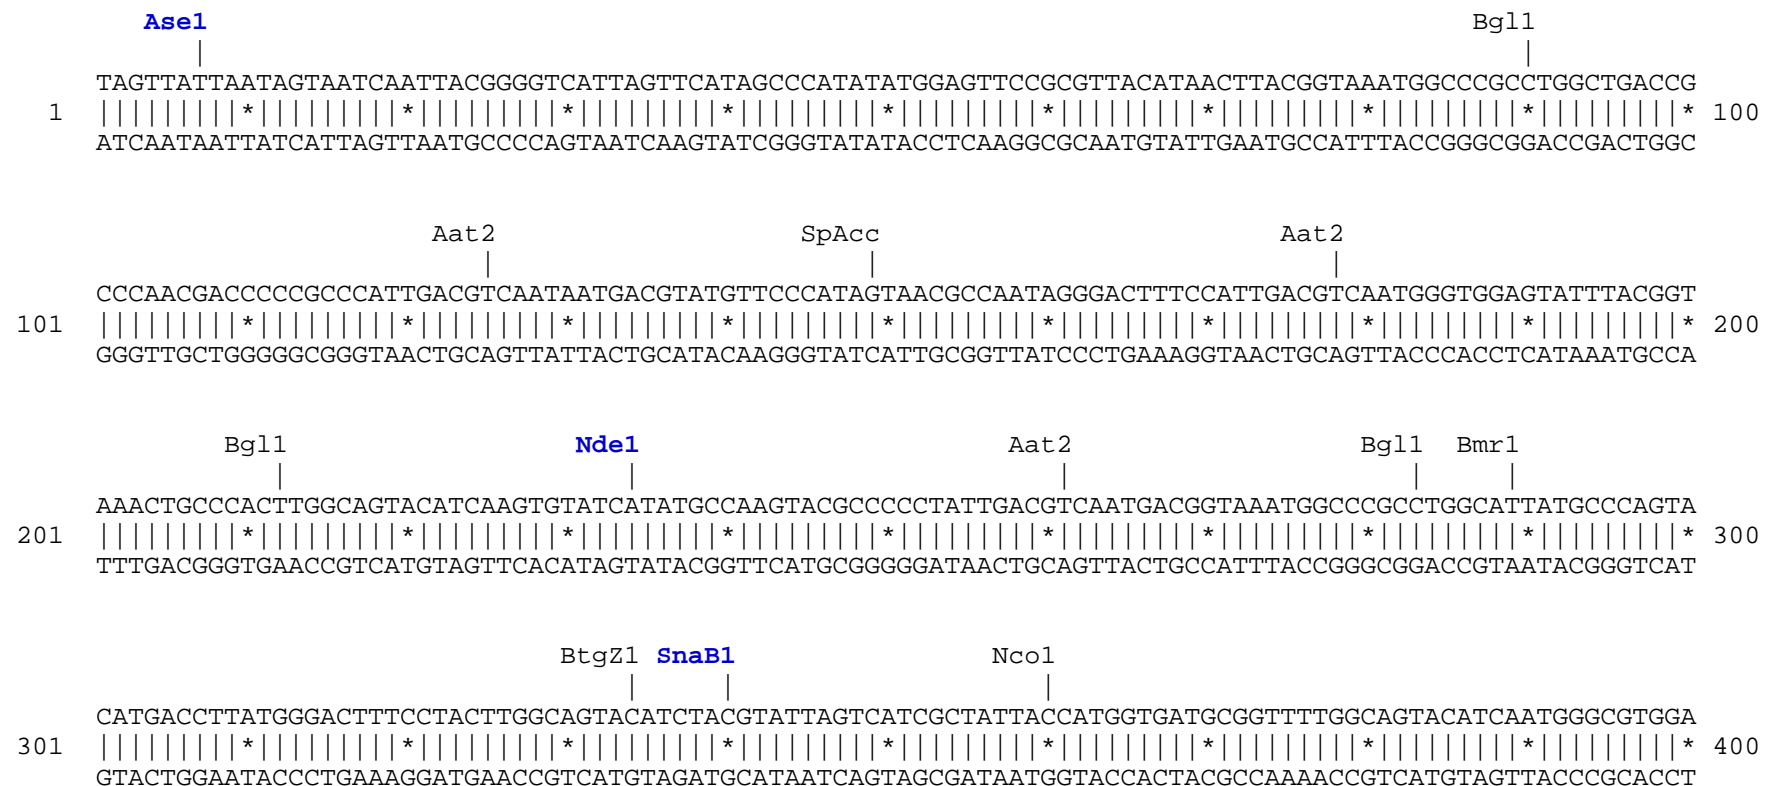 Ase1 Bgl1
| |
TAGTTATTAATAGTAATCAATTACGGGGTCATTAGTTCATAGCCCATATATGGAGTTCCGCGTTACATAACTTACGGTAAATGGCCCGCCTGGCTGACCG
1 |||||||||*|||||||||*|||||||||*|||||||||*|||||||||*|||||||||*|||||||||*|||||||||*|||||||||*|||||||||* 100
ATCAATAATTATCATTAGTTAATGCCCCAGTAATCAAGTATCGGGTATATACCTCAAGGCGCAATGTATTGAATGCCATTTACCGGGCGGACCGACTGGC
Aat2 SpAcc Aat2
| | |
CCCAACGACCCCCGCCCATTGACGTCAATAATGACGTATGTTCCCATAGTAACGCCAATAGGGACTTTCCATTGACGTCAATGGGTGGAGTATTTACGGT
101 |||||||||*|||||||||*|||||||||*|||||||||*|||||||||*|||||||||*|||||||||*|||||||||*|||||||||*|||||||||* 200
GGGTTGCTGGGGGCGGGTAACTGCAGTTATTACTGCATACAAGGGTATCATTGCGGTTATCCCTGAAAGGTAACTGCAGTTACCCACCTCATAAATGCCA
Bgl1 Nde1 Aat2 Bgl1 Bmr1
| | | | |
AAACTGCCCACTTGGCAGTACATCAAGTGTATCATATGCCAAGTACGCCCCCTATTGACGTCAATGACGGTAAATGGCCCGCCTGGCATTATGCCCAGTA
201 |||||||||*|||||||||*|||||||||*|||||||||*|||||||||*|||||||||*|||||||||*|||||||||*|||||||||*|||||||||* 300
TTTGACGGGTGAACCGTCATGTAGTTCACATAGTATACGGTTCATGCGGGGGATAACTGCAGTTACTGCCATTTACCGGGCGGACCGTAATACGGGTCAT
BtgZ1 SnaB1 Nco1
| | |
CATGACCTTATGGGACTTTCCTACTTGGCAGTACATCTACGTATTAGTCATCGCTATTACCATGGTGATGCGGTTTTGGCAGTACATCAATGGGCGTGGA
301 |||||||||*|||||||||*|||||||||*|||||||||*|||||||||*|||||||||*|||||||||*|||||||||*|||||||||*|||||||||* 400
GTACTGGAATACCCTGAAAGGATGAACCGTCATGTAGATGCATAATCAGTAGCGATAATGGTACCACTACGCCAAAACCGTCATGTAGTTACCCGCACCT